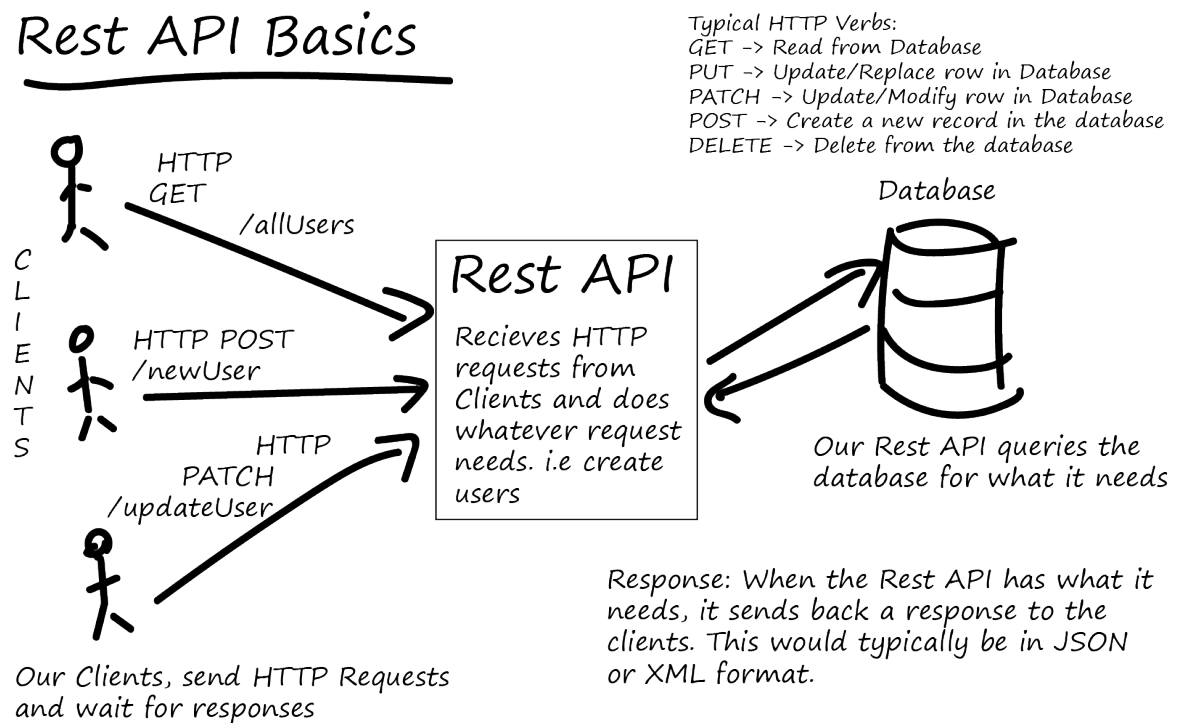 Rest API Basics
Typical HTTP Verbs:
GET -> Read from Database
PUT -> Update/Replace row in Database
PATCH -> Update/Modify row in Database
POST -> Create a new record in the database
DELETE -> Delete from the database
CLIENTS
HTTP
GET
/allUsers
HTTP POST
/newUser
HTTP
PATCH
/updateUser
Our Clients, send HTTP Requests
and wait for responses
Rest API
Recieves HTTP
requests from
Clients and does
whatever request
needs. i.e create
users
Database
Our Rest API queries the
database for what it needs
Response: When the Rest API has what it
needs, it sends back a response to the
clients. This would typically be in JSON
or XML format.